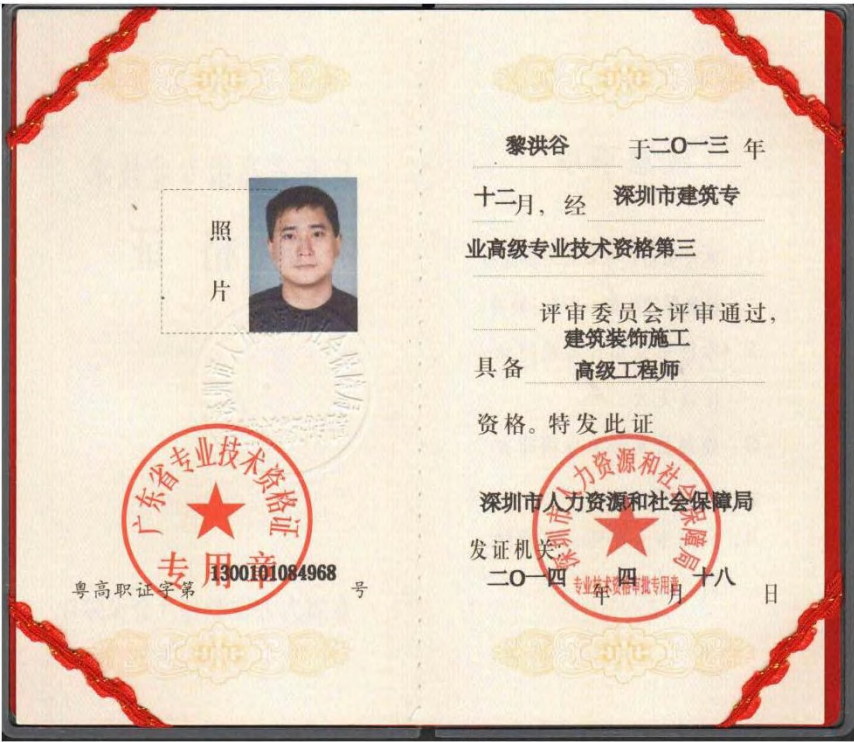 照
片
广东省专业技术资格证
专用章
粤高职证字第 1300101084968 号
黎洪谷 于二〇一三年
十二月，经 深圳市建筑专
业高级专业技术资格第三
评审委员会评审通过，
建筑装饰施工
具备 高级工程师
资格。特发此证
深圳市人力资源和社会保障局
深圳市人力资源和社会保障局
发证机关：
二〇一四年四月十八日
专业技术资格审批专用章